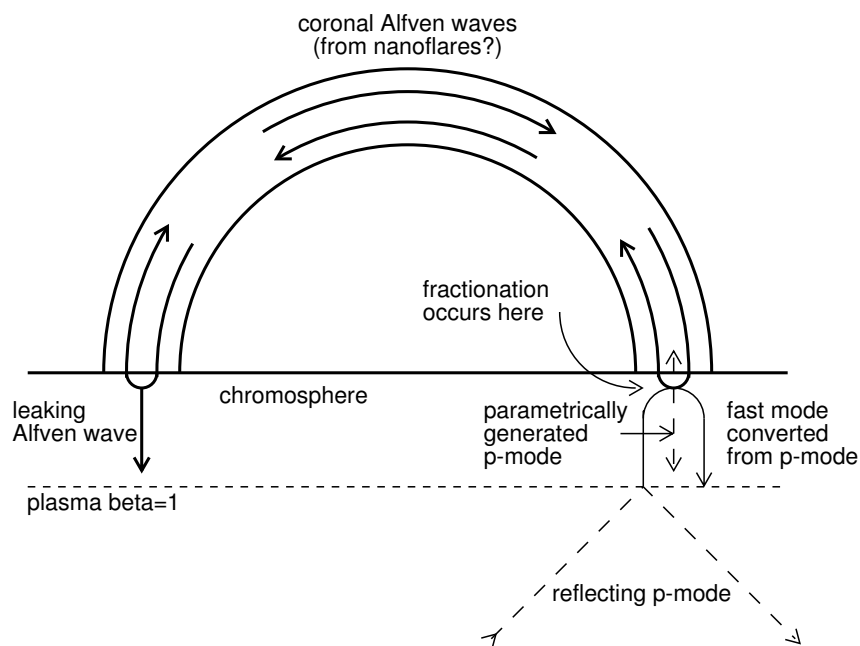 coronal Alfven waves
(from nanoflares?)
fractionation
occurs here
chromosphere
leaking
Alfven wave
parametrically
generated
p-mode
fast mode
converted
from p-mode
plasma beta=1
reflecting p-mode